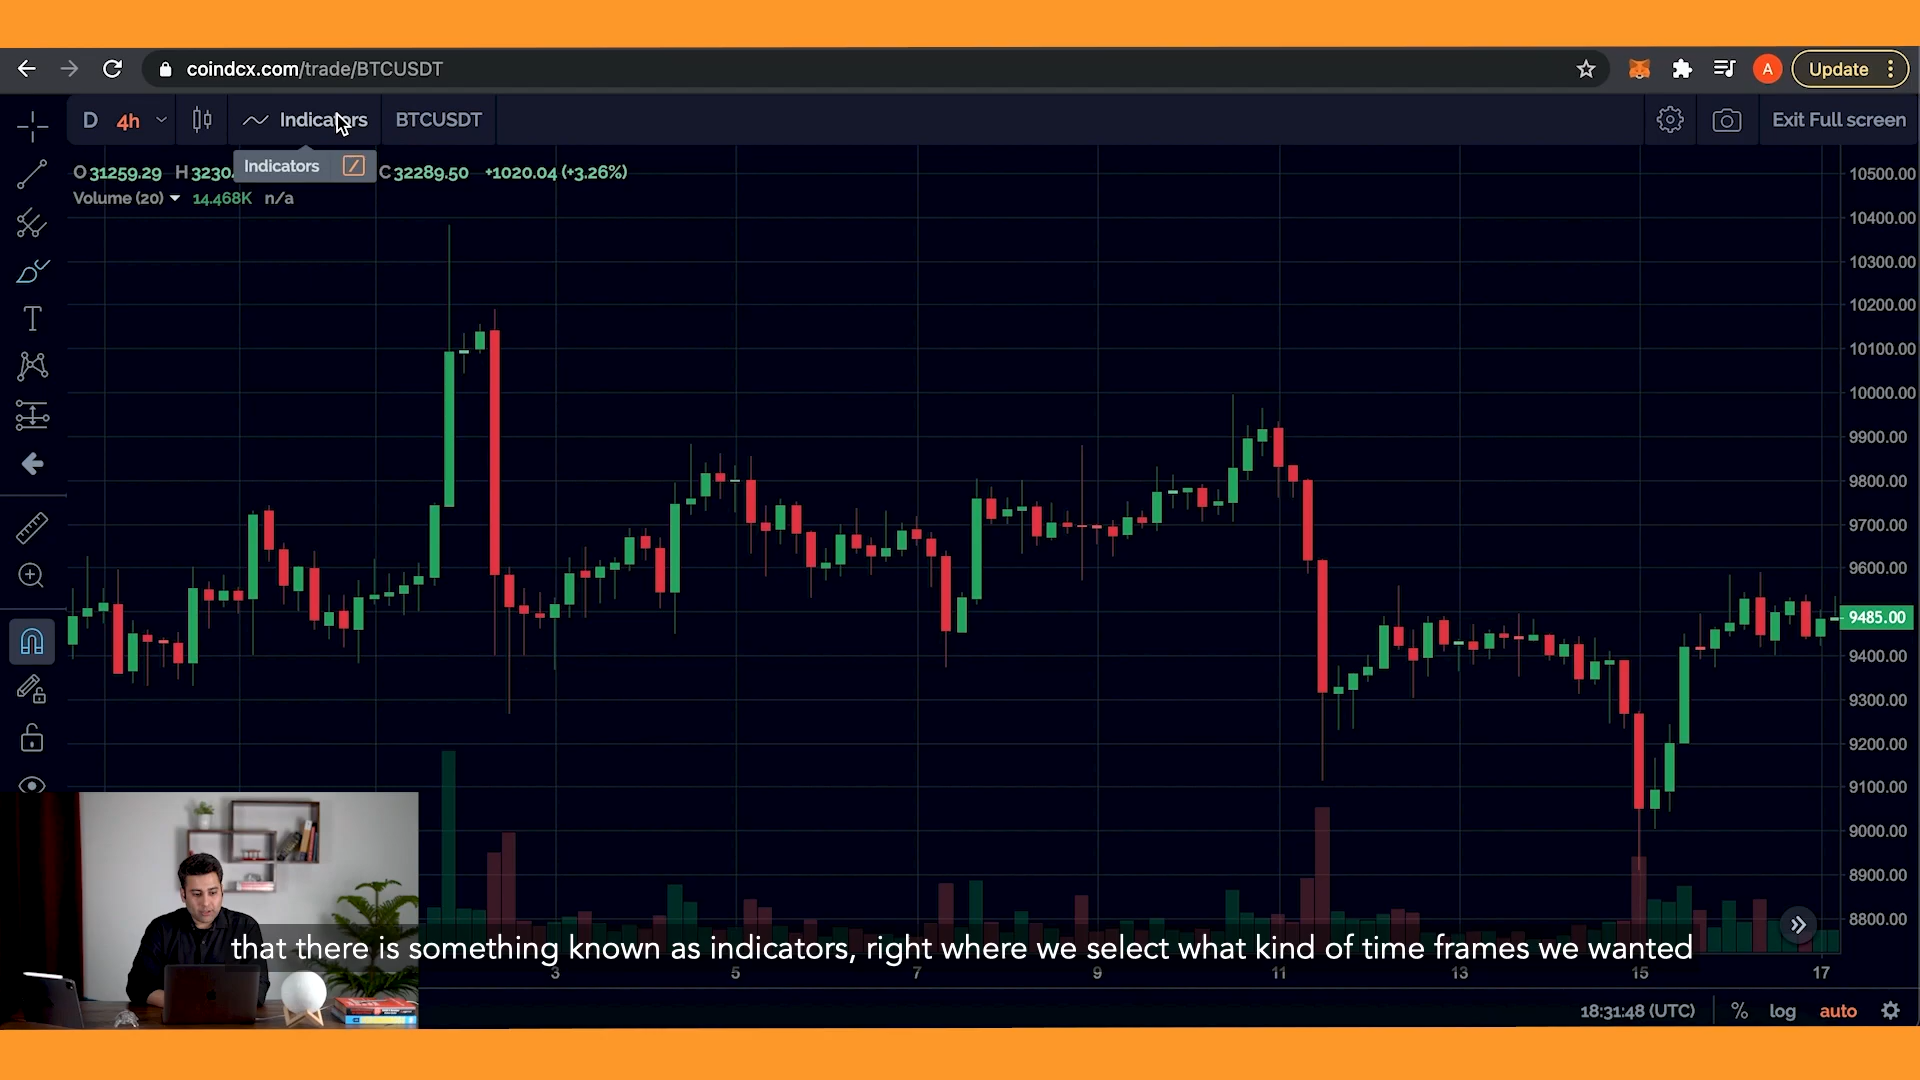 coindcx.com/trade/BTCUSDT
A
Update
D 4h Indicators BTCUSDT
Exit Full screen
Indicators
O 31259.29 H 3230 C 32289.50 +1020.04 (+3.26%)
Volume (20) 14.468K n/a
10500.00
10400.00
10300.00
10200.00
10100.00
10000.00
9900.00
9800.00
9700.00
9600.00
9485.00
9400.00
9300.00
9200.00
9100.00
9000.00
8900.00
8800.00
that there is something known as indicators, right where we select what kind of time frames we wanted
3 5 7 9 11 13 15 17
18:31:48 (UTC) % log auto